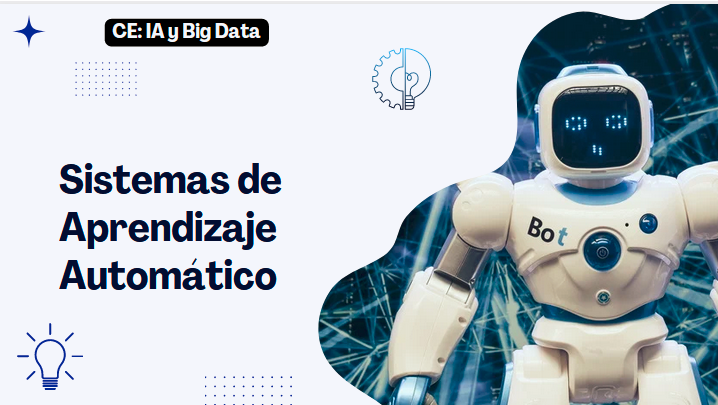 CE: IA y Big Data
Sistemas de
Aprendizaje
Automático
Bot